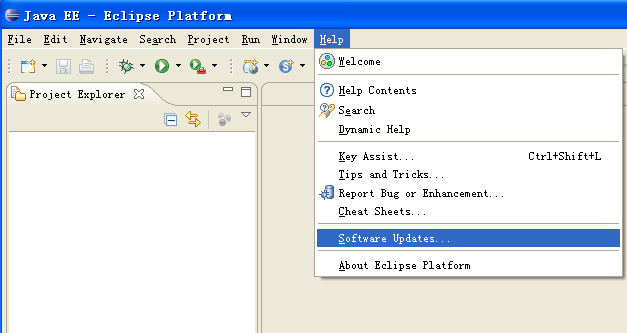 Java EE - Eclipse Platform
File Edit Navigate Search Project Run Window Help
Project Explorer
Welcome
Help Contents
Search
Dynamic Help
Key Assist... Ctrl+Shift+L
Tips and Tricks...
Report Bug or Enhancement...
Cheat Sheets...
Software Updates...
About Eclipse Platform